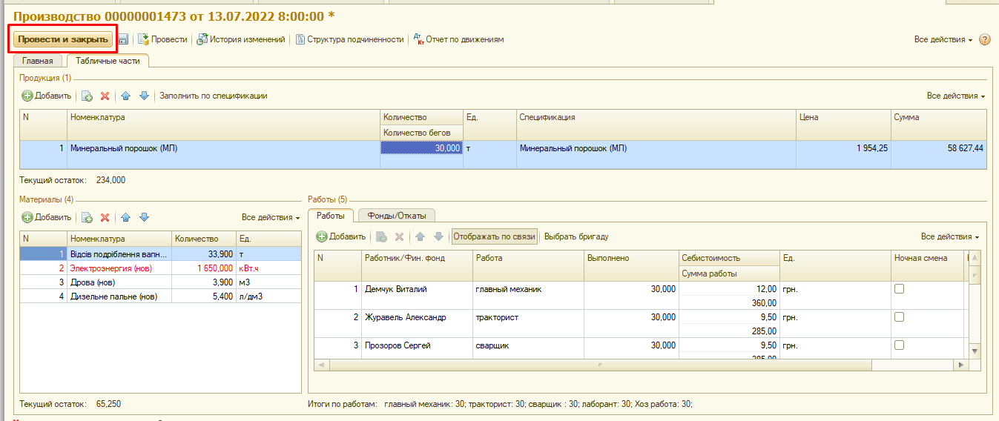 Производство 00000001473 от 13.07.2022 8:00:00 *
Провести и закрыть Провести История изменений Структура подчиненности Дт Кт Отчет по движениям Все действия ?
Главная Табличные части
Продукция (1)
Добавить Заполнить по спецификации Все действия
N Номенклатура Количество Ед. Спецификация Цена Сумма
Количество бегов
1 Минеральный порошок (МЛ) 30,000 т Минеральный порошок (МЛ) 1 954,25 58 627,44
Текущий остаток: 234,000
Материалы (4)
Добавить Все действия
N Номенклатура Количество Ед.
1 Відсів подріблення вапн... 33,900 т
2 Электроэнергия (нов) 1 650,000 кВт.ч
3 Дрова (нов) 3,900 м3
4 Дизельне пальне (нов) 5,400 л/дм3
Текущий остаток: 65,250
Работы (5)
Работы Фонды/Откаты
Добавить Отображать по связи Выбрать бригаду Все действия
N Работник/Фин. фонд Работа Выполнено Себистоимость Ед. Ночная смена
Сумма работы
1 Демчук Виталий главный механик 30,000 12,00 грн.
360,00
2 Журавель Александр тракторист 30,000 9,50 грн.
285,00
3 Прозоров Сергей сварщик 30,000 9,50 грн.
285,00
Итоги по работам: главный механик: 30; тракторист: 30; сварщик : 30; лаборант: 30; Хоз работа: 30;